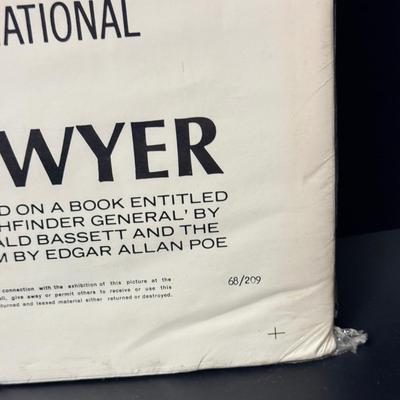 ATIONAL
WYER
D ON A BOOK ENTITLED
HFINDER GENERAL' BY
ALD BASSETT AND THE
M BY EDGAR ALLAN POE
connection with the exhibition of this picture at the
ll, give away or permit others to receive or use this
turned and leased material either returned or destroyed.
68/209